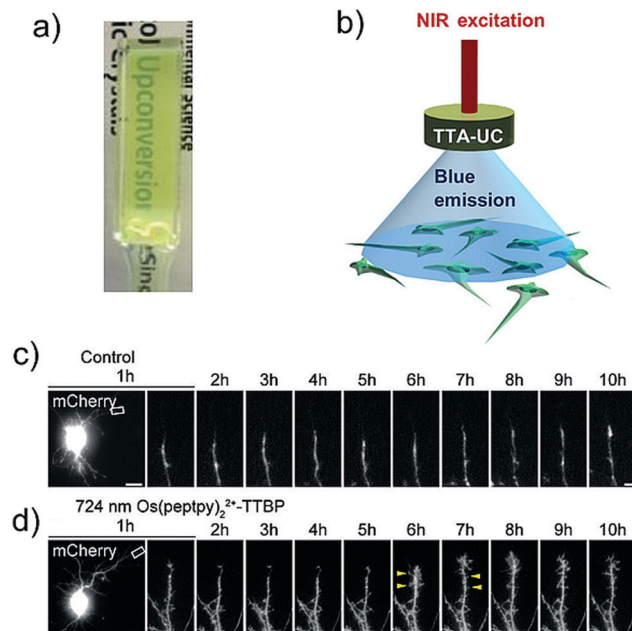 a)
ol Upconversion
b)
NIR excitation
TTA-UC
Blue
emission
c)
Control
1h
2h
3h
4h
5h
6h
7h
8h
9h
10h
mCherry
d)
724 nm Os(peptpy)₂²⁺-TTBP
1h
2h
3h
4h
5h
6h
7h
8h
9h
10h
mCherry